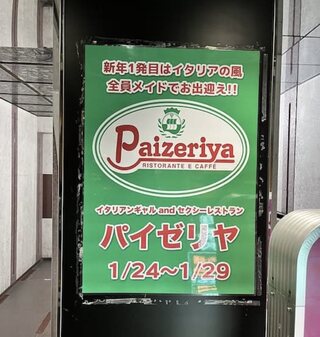 新年1発目はイタリアの風
全員メイドでお出迎え!!
Paizeriya
RISTORANTE E CAFFÉ
イタリアンギャル and セクシーレストラン
パイゼリヤ
1/24〜1/29